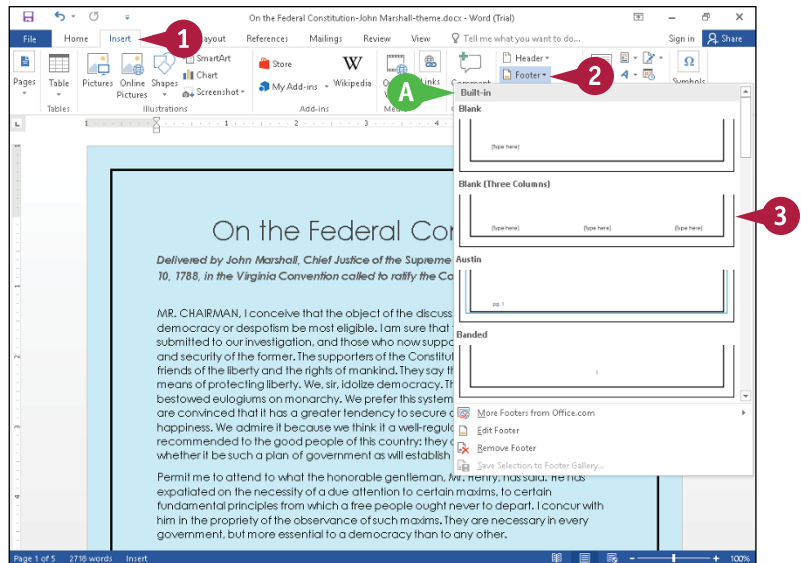 On the Federal Constitution-John Marshall-theme.docx - Word (Trial)
File Home Insert Layout References Mailings Review View Tell me what you want to do... Sign in Share
1
Pages
Table
Pictures Online Pictures Shapes
SmartArt
Chart
Screenshot
Store
My Add-ins
Wikipedia
Links
Comment
Header
Footer
2
Symbols
Tables Illustrations Add-ins
A
Built-in
Blank
[Type here]
Blank (Three Columns)
[Type here] [Type here] [Type here]
3
Austin
pg. 1
Banded
1
More Footers from Office.com
Edit Footer
Remove Footer
Save Selection to Footer Gallery...
1 1 2 3 4
On the Federal Con
Delivered by John Marshall, Chief Justice of the Supreme
10, 1788, in the Virginia Convention called to ratify the Co
MR. CHAIRMAN, I conceive that the object of the discuss
democracy or despotism be most eligible. I am sure that
submitted to our investigation, and those who now suppo
and security of the former. The supporters of the Constitut
friends of the liberty and the rights of mankind. They say th
means of protecting liberty. We, sir, idolize democracy. Th
bestowed eulogiums on monarchy. We prefer this system
are convinced that it has a greater tendency to secure o
happiness. We admire it because we think it a well-regul
recommended to the good people of this country; they
whether it be such a plan of government as will establish
Permit me to attend to what the honorable gentleman, Mr. Henry, has said. He has
expatiated on the necessity of a due attention to certain maxims, to certain
fundamental principles from which a free people ought never to depart. I concur with
him in the propriety of the observance of such maxims. They are necessary in every
government, but more essential to a democracy than to any other.
Page 1 of 5 2718 words Insert 100%